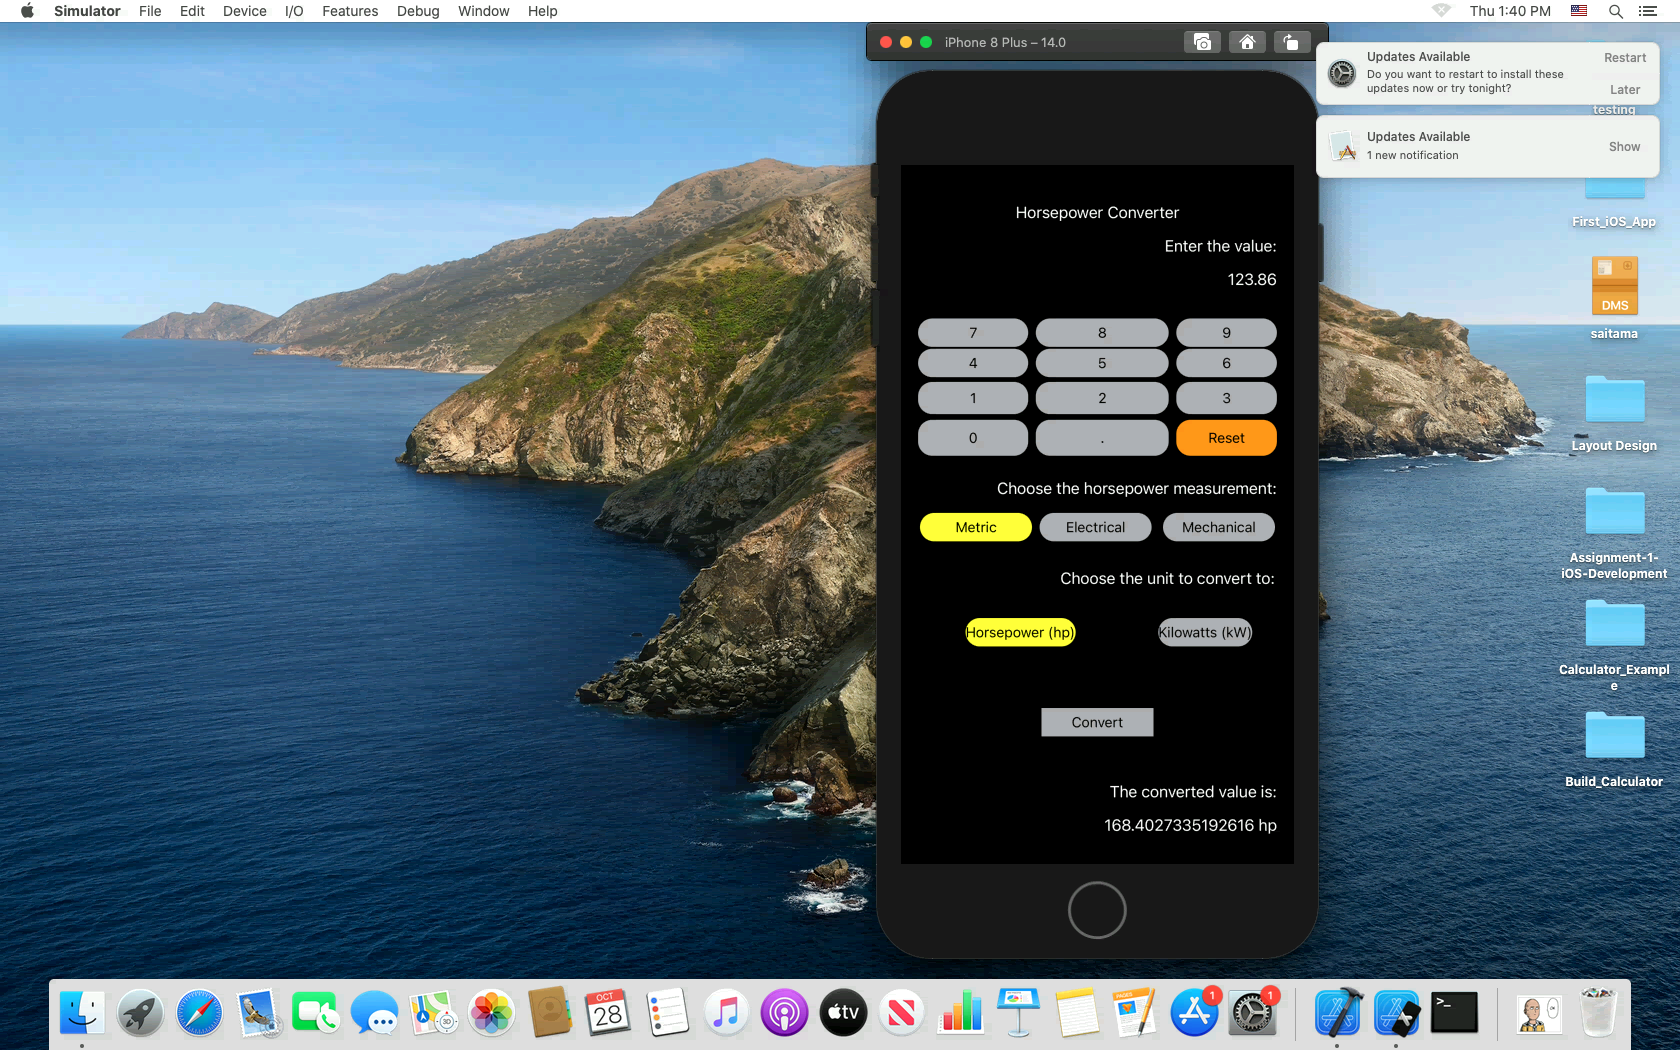 Simulator File Edit Device I/O Features Debug Window Help
Thu 1:40 PM
iPhone 8 Plus – 14.0
Updates Available
Restart
Do you want to restart to install these
updates now or try tonight?
Later
testing
Updates Available
1 new notification
Show
First_iOS_App
DMS
saitama
Layout Design
Assignment-1-
iOS-Development
Calculator_Exampl
e
Build_Calculator
Horsepower Converter
Enter the value:
123.86
7 8 9
4 5 6
1 2 3
0 . Reset
Choose the horsepower measurement:
Metric Electrical Mechanical
Choose the unit to convert to:
Horsepower (hp) Kilowatts (kW)
Convert
The converted value is:
168.4027335192616 hp
3D
OCT
28
tv
PAGES
1
1
>_